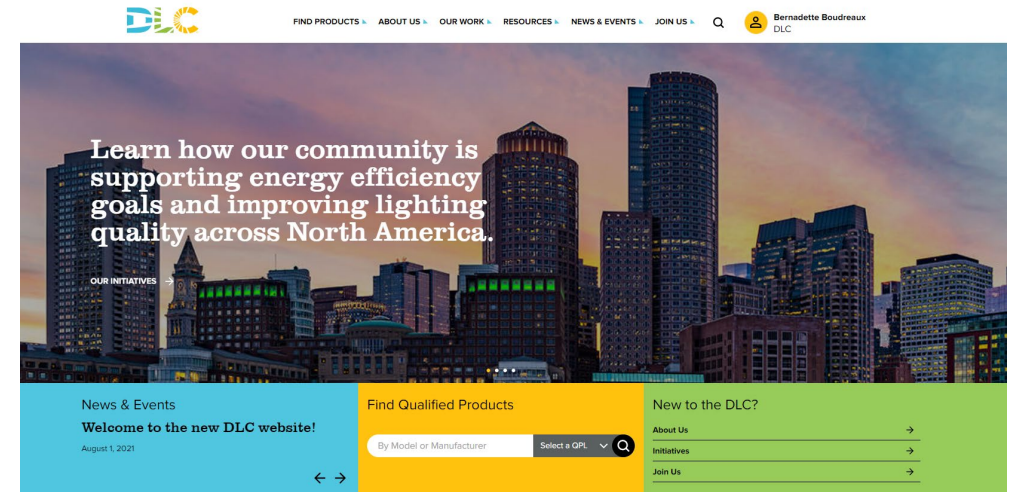 DLC
FIND PRODUCTS
ABOUT US
OUR WORK
RESOURCES
NEWS & EVENTS
JOIN US
Bernadette Boudreaux
DLC
Learn how our community is
supporting energy efficiency
goals and improving lighting
quality across North America.
OUR INITIATIVES
News & Events
Welcome to the new DLC website!
August 1, 2021
Find Qualified Products
By Model or Manufacturer
Select a QPL
New to the DLC?
About Us
Initiatives
Join Us